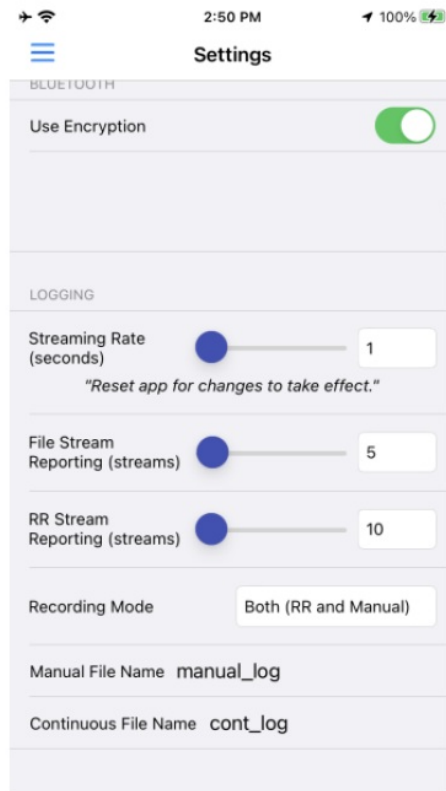 2:50 PM
100%
Settings
BLUETOOTH
Use Encryption
LOGGING
Streaming Rate
(seconds)
1
"Reset app for changes to take effect."
File Stream
Reporting (streams)
5
RR Stream
Reporting (streams)
10
Recording Mode
Both (RR and Manual)
Manual File Name manual_log
Continuous File Name cont_log